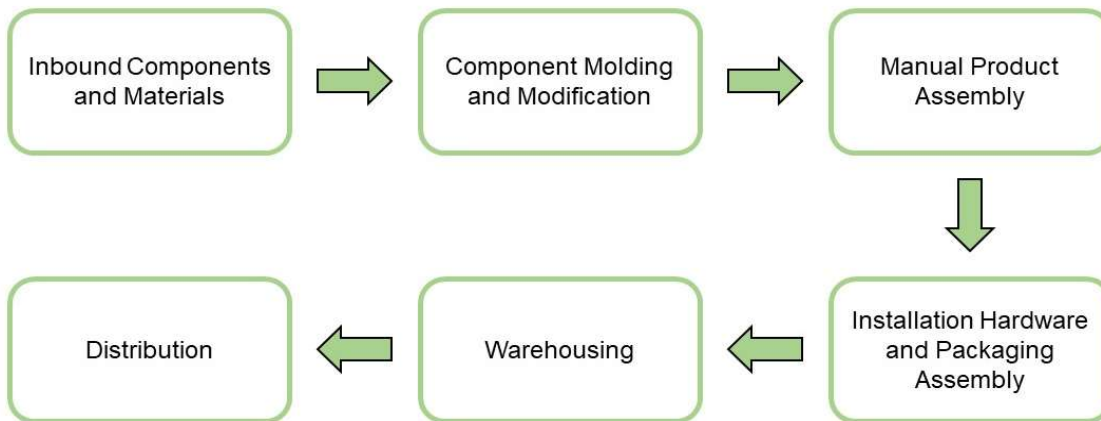 Inbound Components
and Materials
Component Molding
and Modification
Manual Product
Assembly
Installation Hardware
and Packaging
Assembly
Warehousing
Distribution